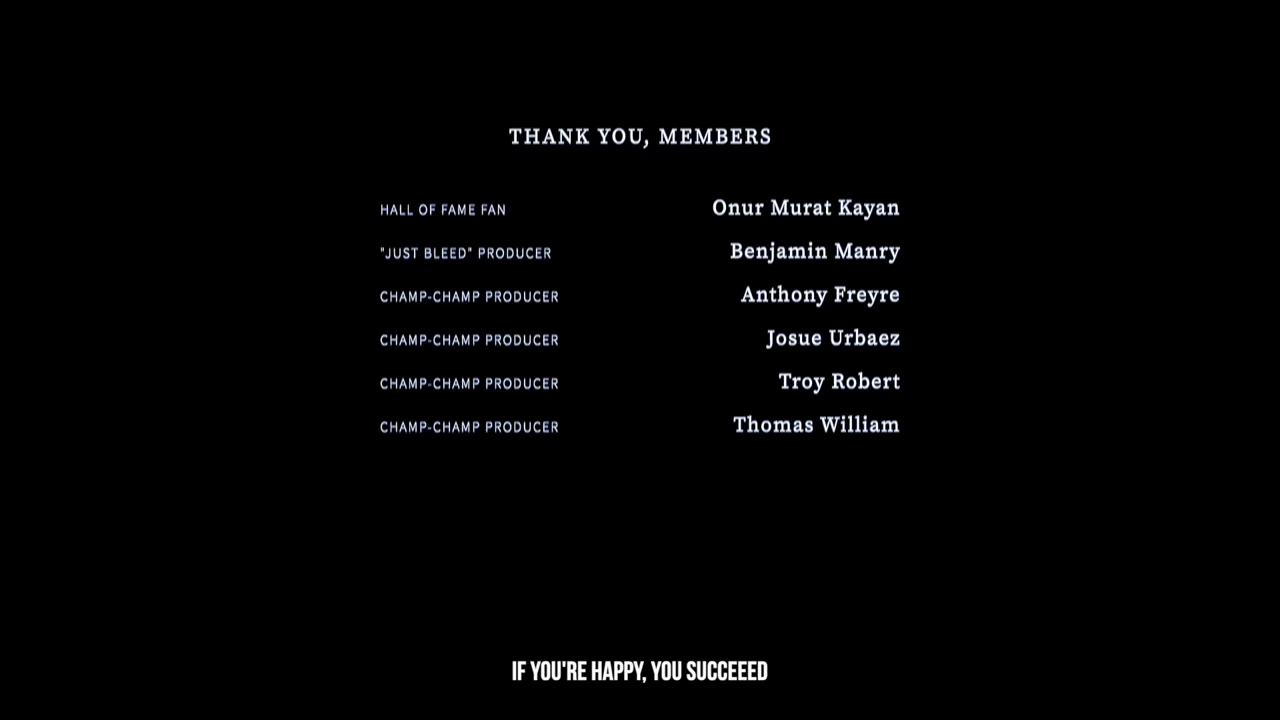 THANK YOU, MEMBERS
HALL OF FAME FAN Onur Murat Kayan
"JUST BLEED" PRODUCER Benjamin Manry
CHAMP-CHAMP PRODUCER Anthony Freyre
CHAMP-CHAMP PRODUCER Josue Urbaez
CHAMP-CHAMP PRODUCER Troy Robert
CHAMP-CHAMP PRODUCER Thomas William
IF YOU'RE HAPPY, YOU SUCCEEED